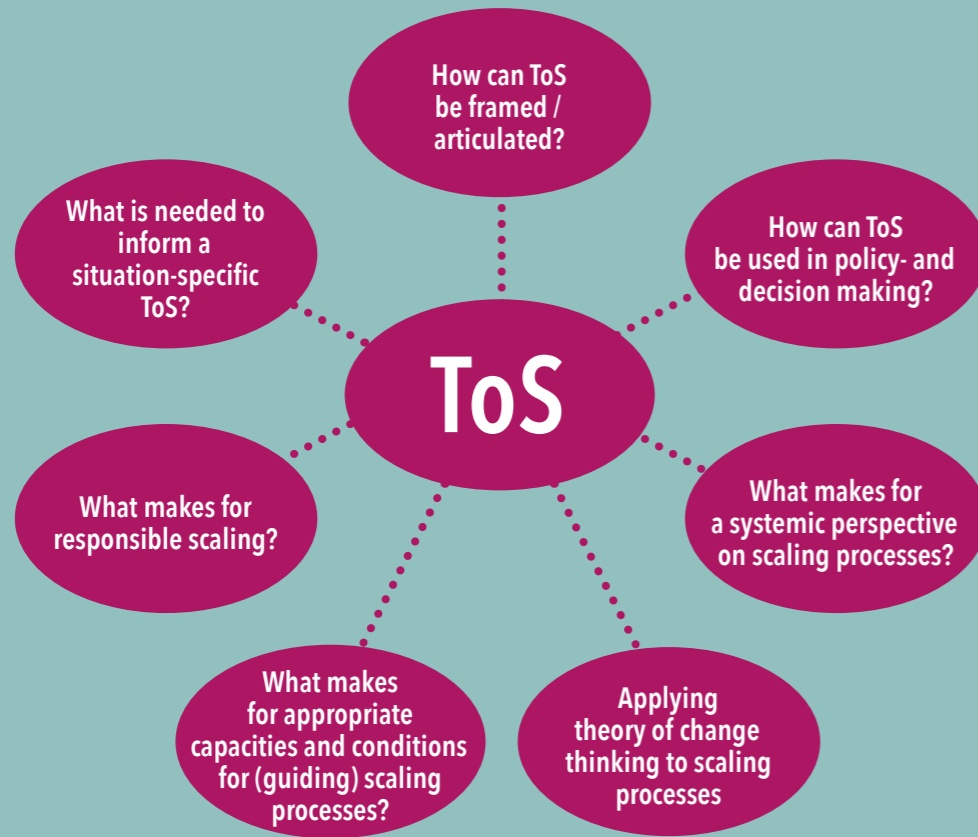 How can ToS
be framed /
articulated?
What is needed to
inform a
situation-specific
ToS?
How can ToS
be used in policy- and
decision making?
ToS
What makes for
responsible scaling?
What makes for
a systemic perspective
on scaling processes?
What makes
for appropriate
capacities and conditions
for (guiding) scaling
processes?
Applying
theory of change
thinking to scaling
processes